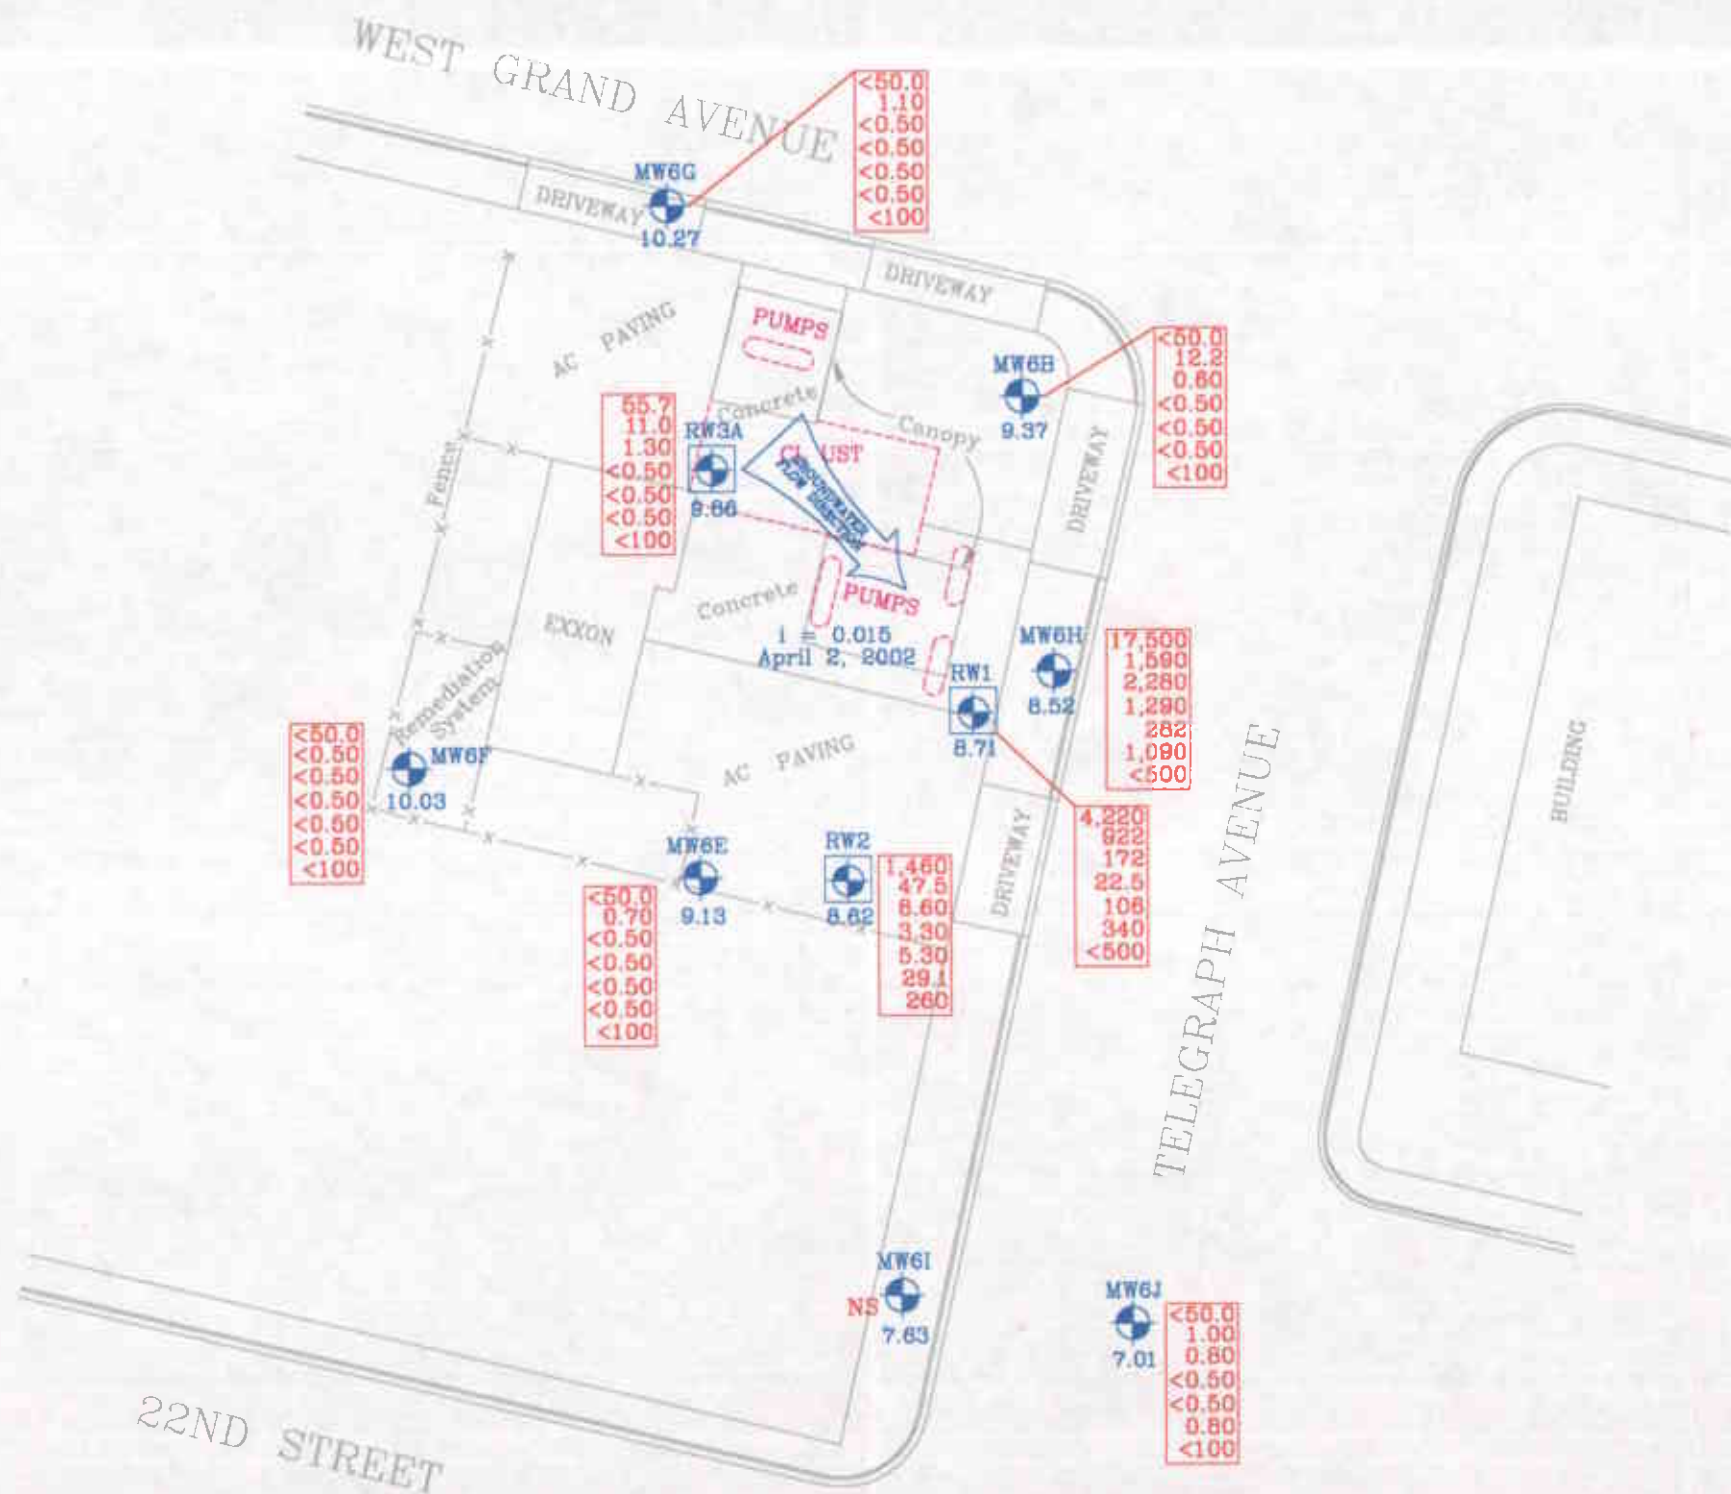 WEST GRAND AVENUE
<50.0
1.10
<0.50
<0.50
<0.50
<0.50
<100
MW6G
10.27
DRIVEWAY
DRIVEWAY
AC PAVING
PUMPS
MW6B
9.37
<50.0
12.2
0.60
<0.50
<0.50
<0.50
<100
Concrete
Canopy
55.7
11.0
1.30
<0.50
<0.50
<0.50
<100
RW3A
9.66
UST
GROUNDWATER
FLOW DIRECTION
DRIVEWAY
Fence
Concrete
PUMPS
EXXON
i = 0.015
April 2, 2002
MW6H
8.52
17,500
1,590
2,280
1,290
282
1,090
<500
RW1
8.71
Remediation
System
<50.0
<0.50
<0.50
<0.50
<0.50
<0.50
<100
MW6F
10.03
AC PAVING
BUILDING
4,220
922
172
22.5
106
340
<500
DRIVEWAY
TELEGRAPH AVENUE
MW6E
9.13
<50.0
0.70
<0.50
<0.50
<0.50
<0.50
<100
RW2
8.62
1,460
47.5
6.60
3.30
5.30
29.1
260
MW6I
NS
7.63
MW6J
7.01
<50.0
1.00
0.80
<0.50
<0.50
0.80
<100
22ND STREET